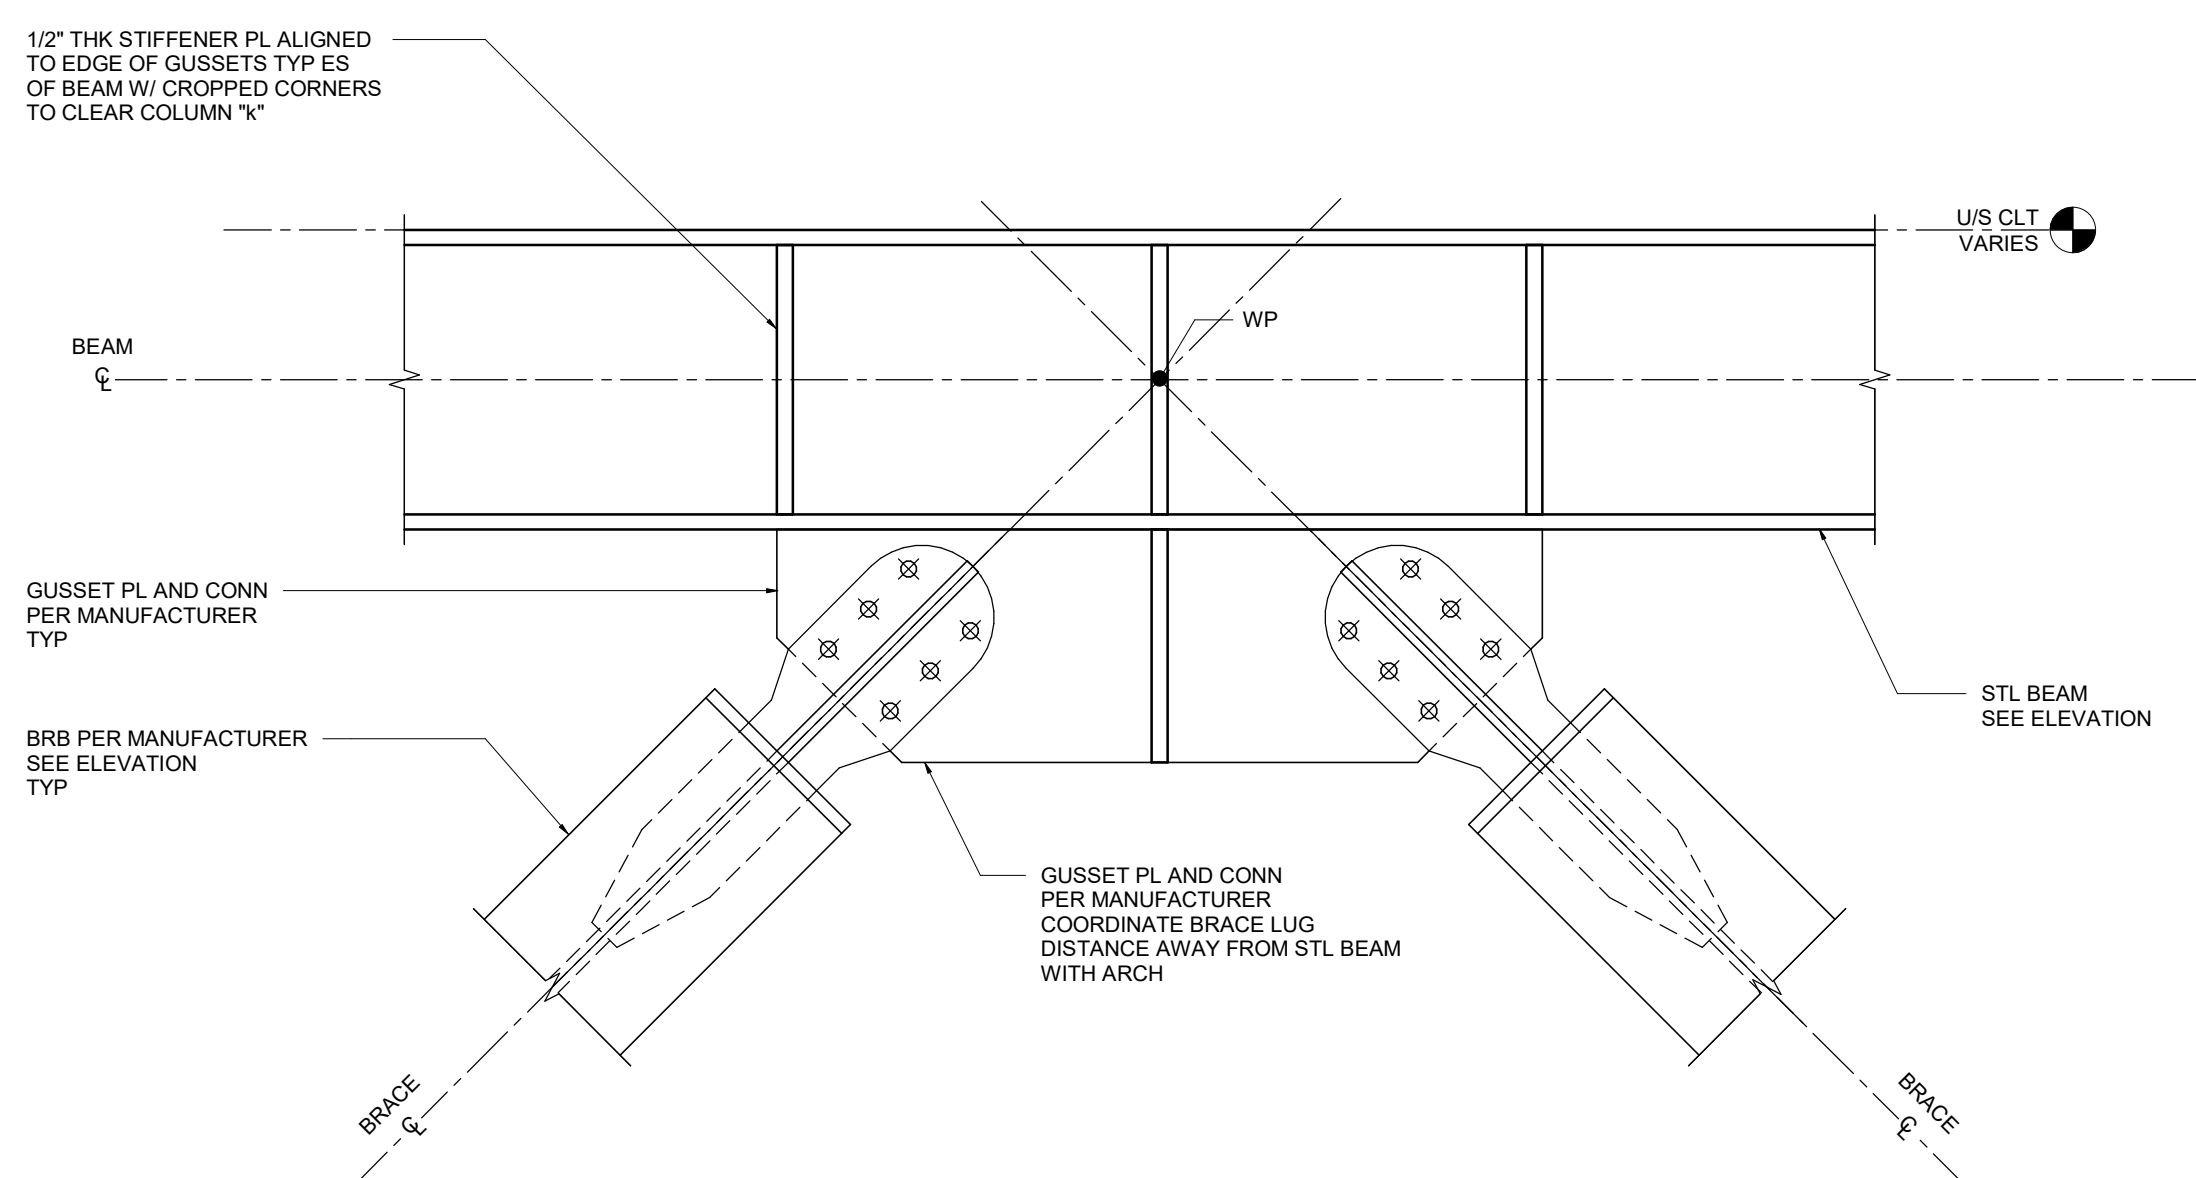 1/2" THK STIFFENER PL ALIGNED
TO EDGE OF GUSSETS TYP ES
OF BEAM W/ CROPPED CORNERS
TO CLEAR COLUMN "k"
U/S CLT
VARIES
WP
BEAM
℄
GUSSET PL AND CONN
PER MANUFACTURER
TYP
STL BEAM
SEE ELEVATION
BRB PER MANUFACTURER
SEE ELEVATION
TYP
GUSSET PL AND CONN
PER MANUFACTURER
COORDINATE BRACE LUG
DISTANCE AWAY FROM STL BEAM
WITH ARCH
BRACE
℄
BRACE
℄